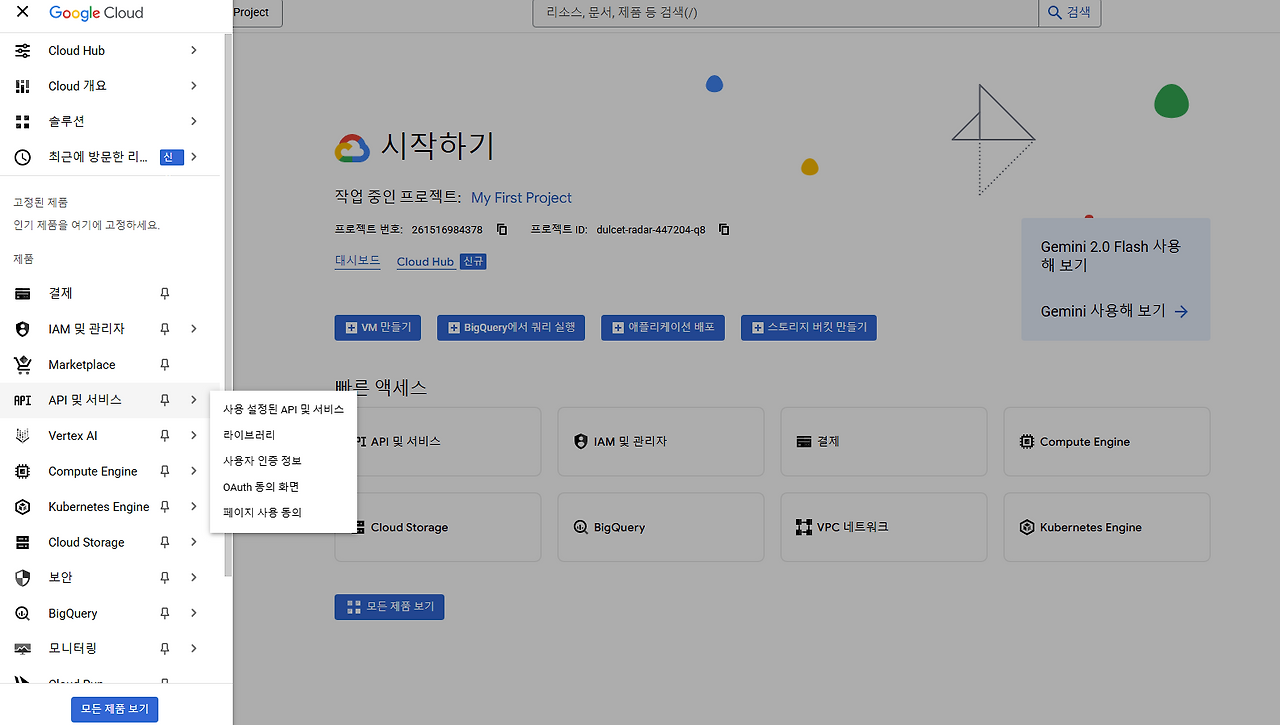 Google Cloud
Project
리소스, 문서, 제품 등 검색(/)
검색
Cloud Hub
Cloud 개요
솔루션
최근에 방문한 리... 신
고정된 제품
인기 제품을 여기에 고정하세요.
제품
결제
IAM 및 관리자
Marketplace
API API 및 서비스
Vertex AI
Compute Engine
Kubernetes Engine
Cloud Storage
보안
BigQuery
모니터링
Cloud Run
모든 제품 보기
사용 설정된 API 및 서비스
라이브러리
사용자 인증 정보
OAuth 동의 화면
페이지 사용 동의
시작하기
작업 중인 프로젝트: My First Project
프로젝트 번호: 261516984378 프로젝트 ID: dulcet-radar-447204-q8
대시보드 Cloud Hub 신규
VM 만들기 BigQuery에서 쿼리 실행 애플리케이션 배포 스토리지 버킷 만들기
Gemini 2.0 Flash 사용
해 보기
Gemini 사용해 보기
빠른 액세스
PI API 및 서비스 IAM 및 관리자 결제 Compute Engine
Cloud Storage BigQuery VPC 네트워크 Kubernetes Engine
모든 제품 보기